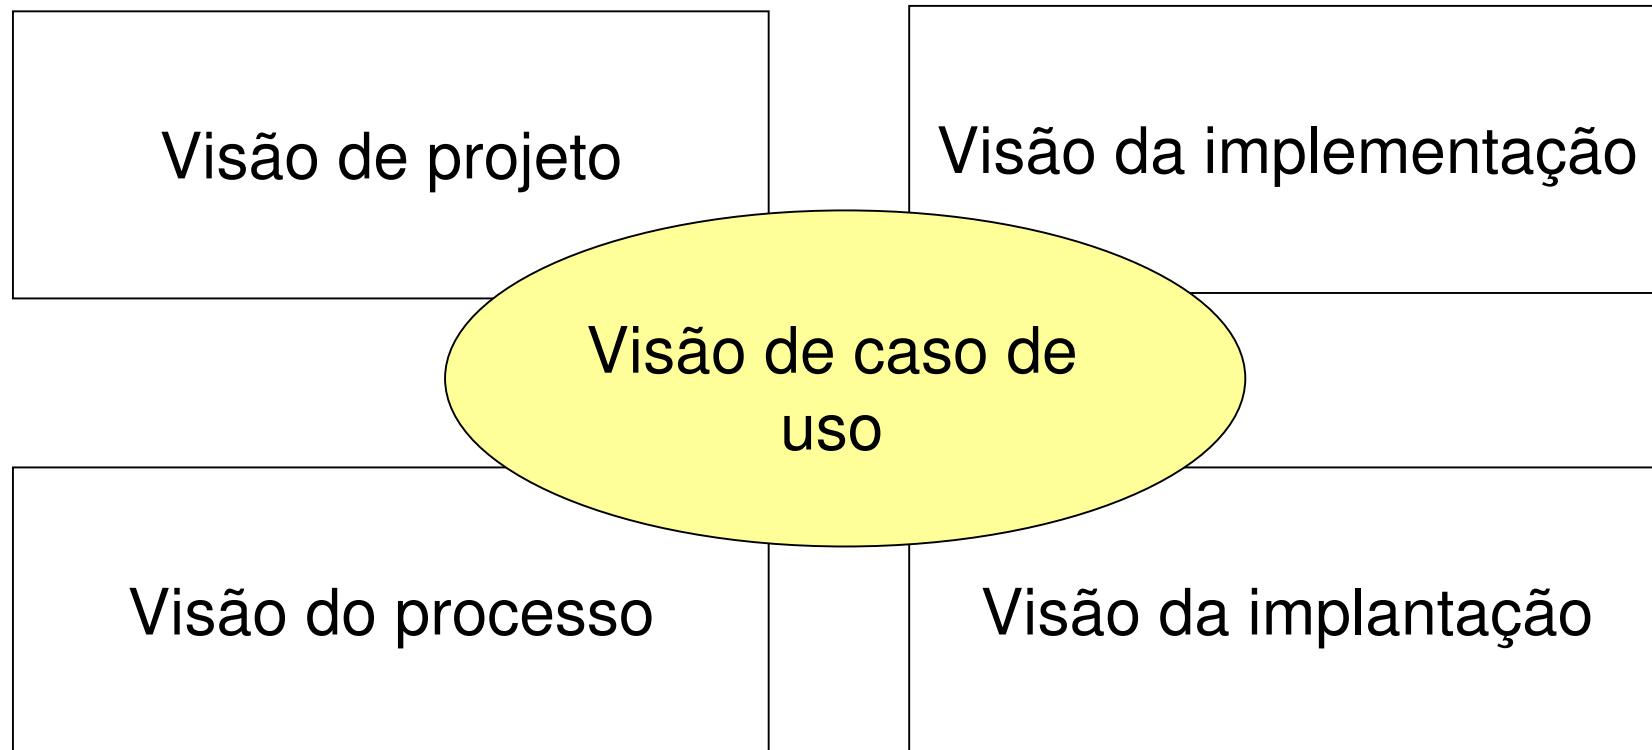 Visão de projeto
Visão da implementação
Visão de caso de
uso
Visão do processo
Visão da implantação